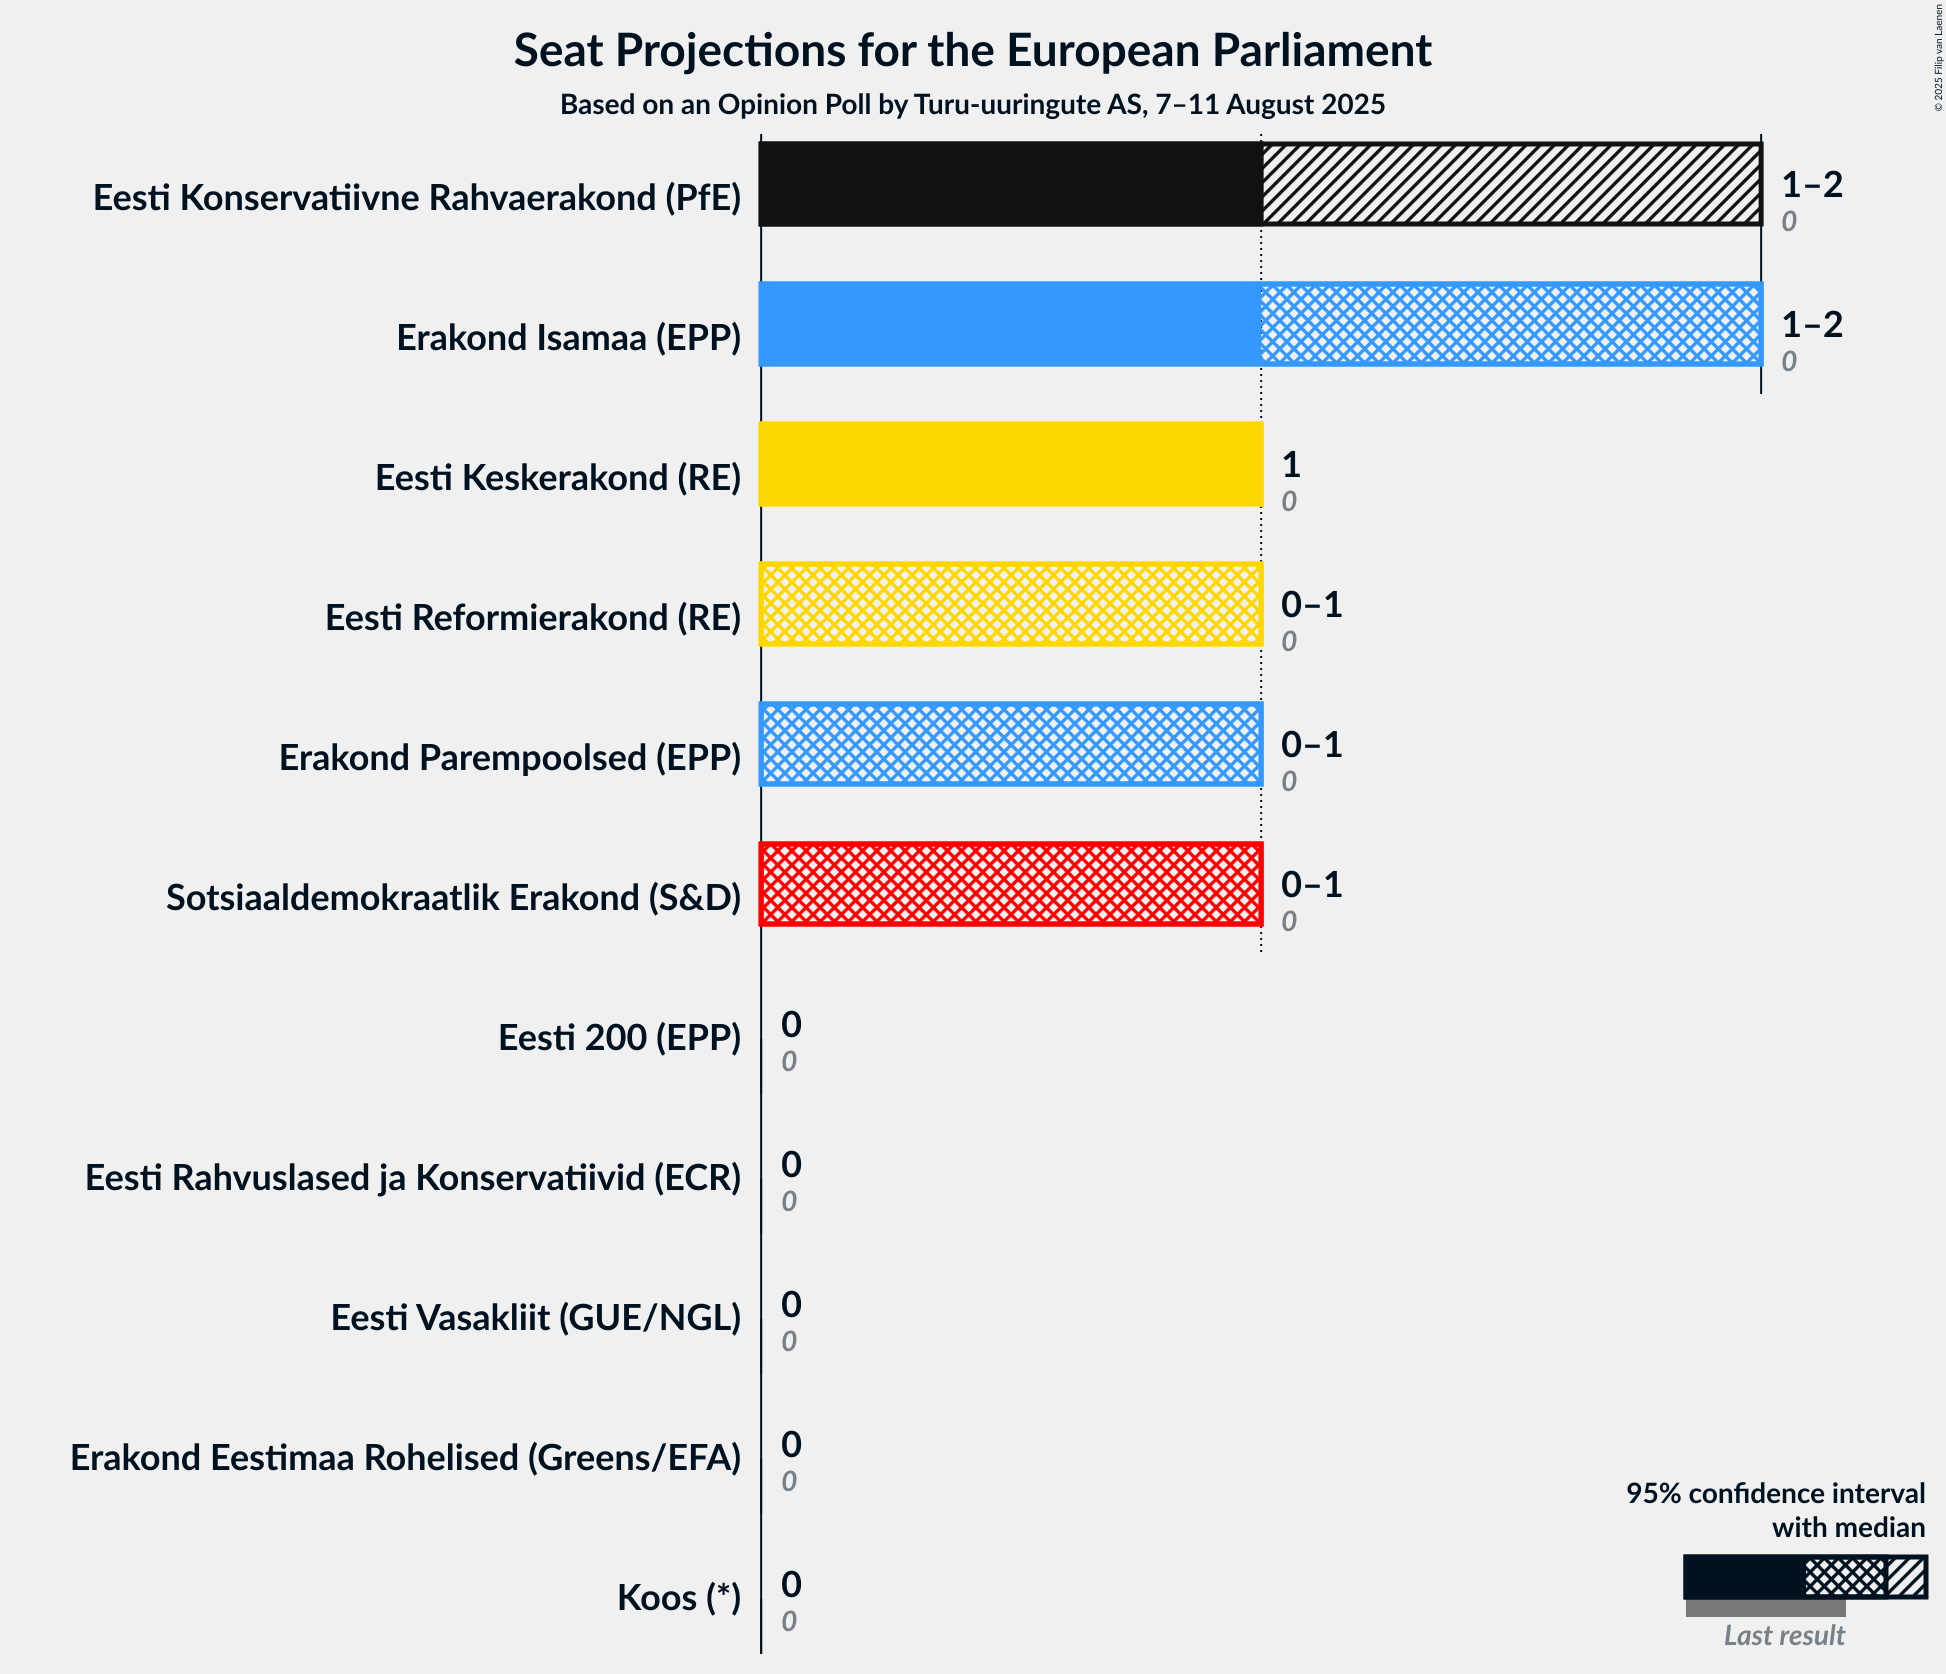 Seat Projections for the European Parliament
Based on an Opinion Poll by Turu-uuringute AS, 7–11 August 2025
© 2025 Filip van Laenen
Eesti Konservatiivne Rahvaerakond (PfE)
1–2
0
Erakond Isamaa (EPP)
1–2
0
Eesti Keskerakond (RE)
1
0
Eesti Reformierakond (RE)
0–1
0
Erakond Parempoolsed (EPP)
0–1
0
Sotsiaaldemokraatlik Erakond (S&D)
0–1
0
Eesti 200 (EPP)
0
0
Eesti Rahvuslased ja Konservatiivid (ECR)
0
0
Eesti Vasakliit (GUE/NGL)
0
0
Erakond Eestimaa Rohelised (Greens/EFA)
0
0
Koos (*)
0
0
95% confidence interval
with median
Last result